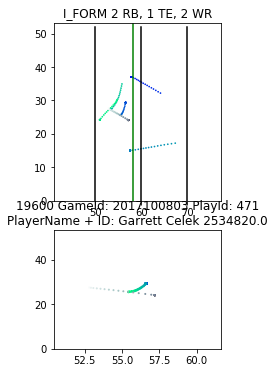 I_FORM 2 RB, 1 TE, 2 WR
50
40
30
20
10
0
50 60 70
19600 GameId: 2017100803 PlayId: 471
PlayerName + ID: Garrett Celek 2534820.0
40
20
0
52.5 55.0 57.5 60.0